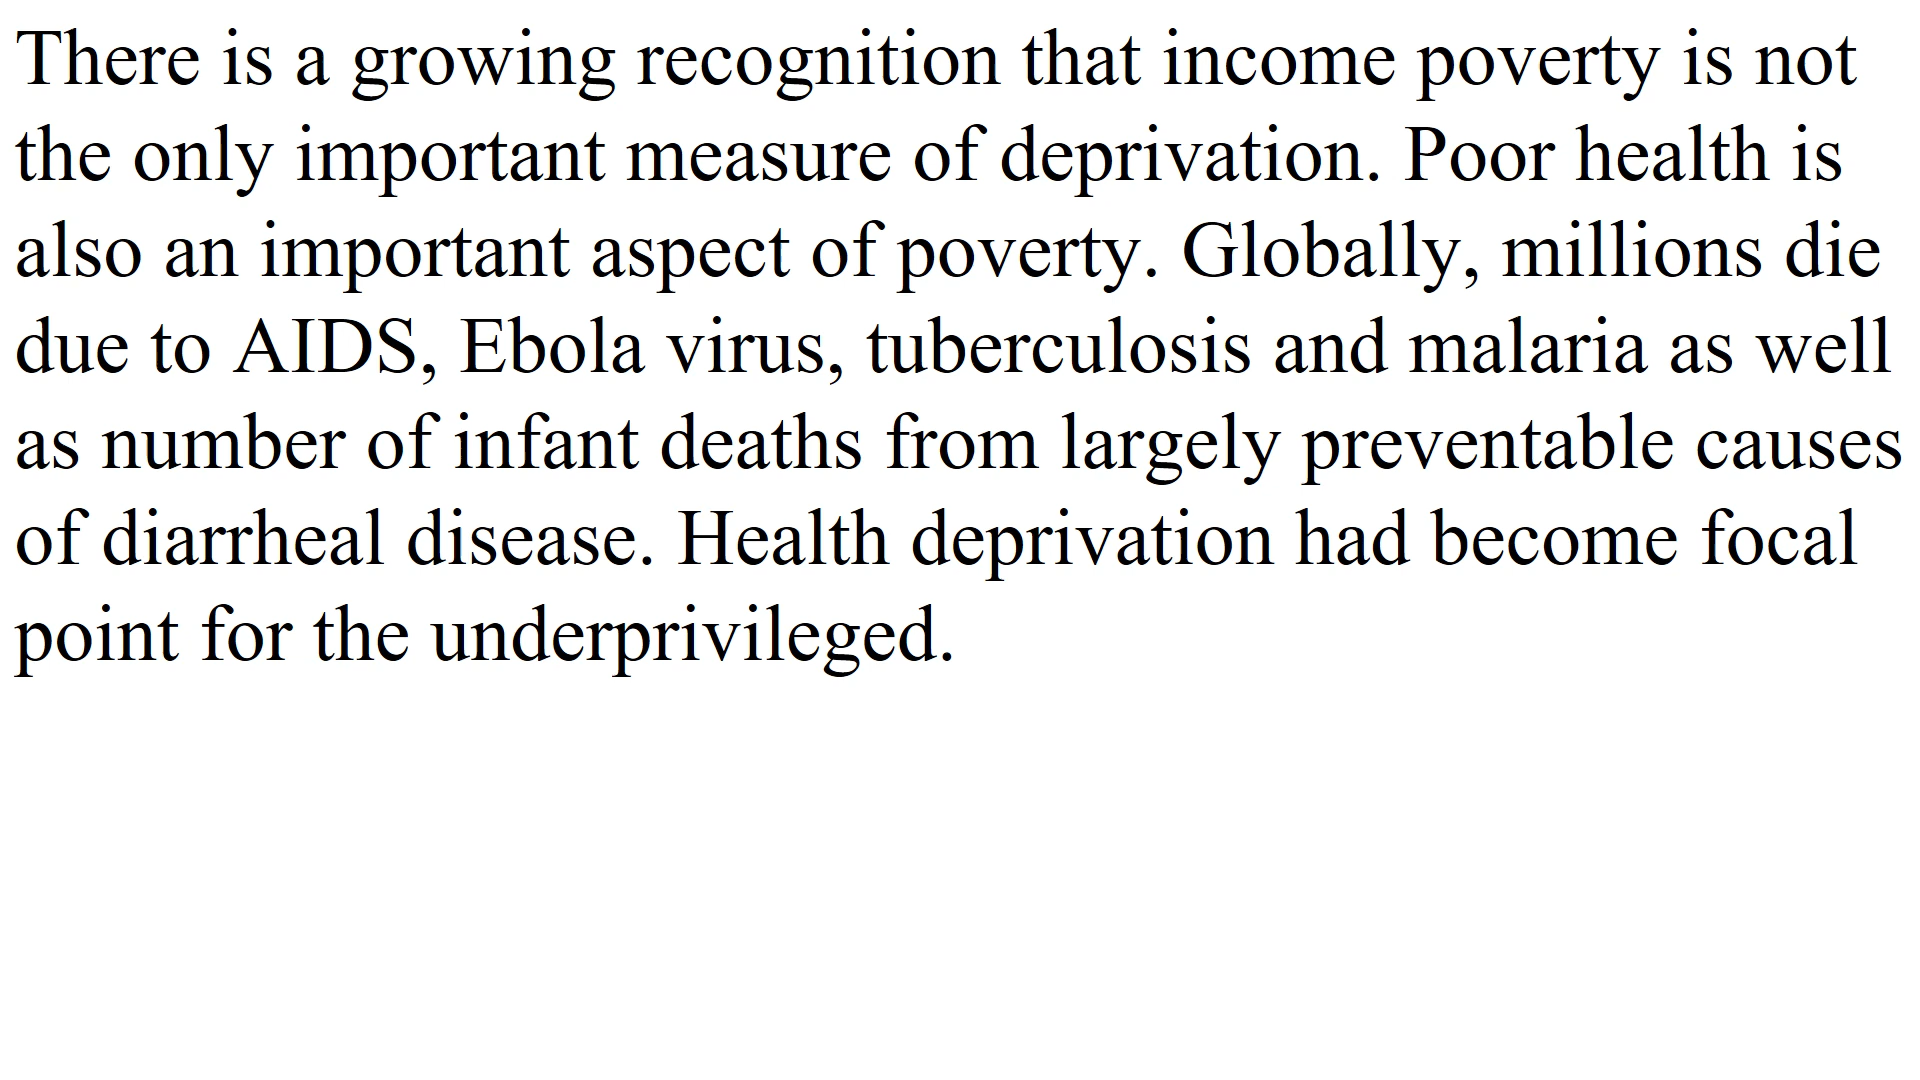 There is a growing recognition that income poverty is not
the only important measure of deprivation. Poor health is
also an important aspect of poverty. Globally, millions die
due to AIDS, Ebola virus, tuberculosis and malaria as well
as number of infant deaths from largely preventable causes
of diarrheal disease. Health deprivation had become focal
point for the underprivileged.